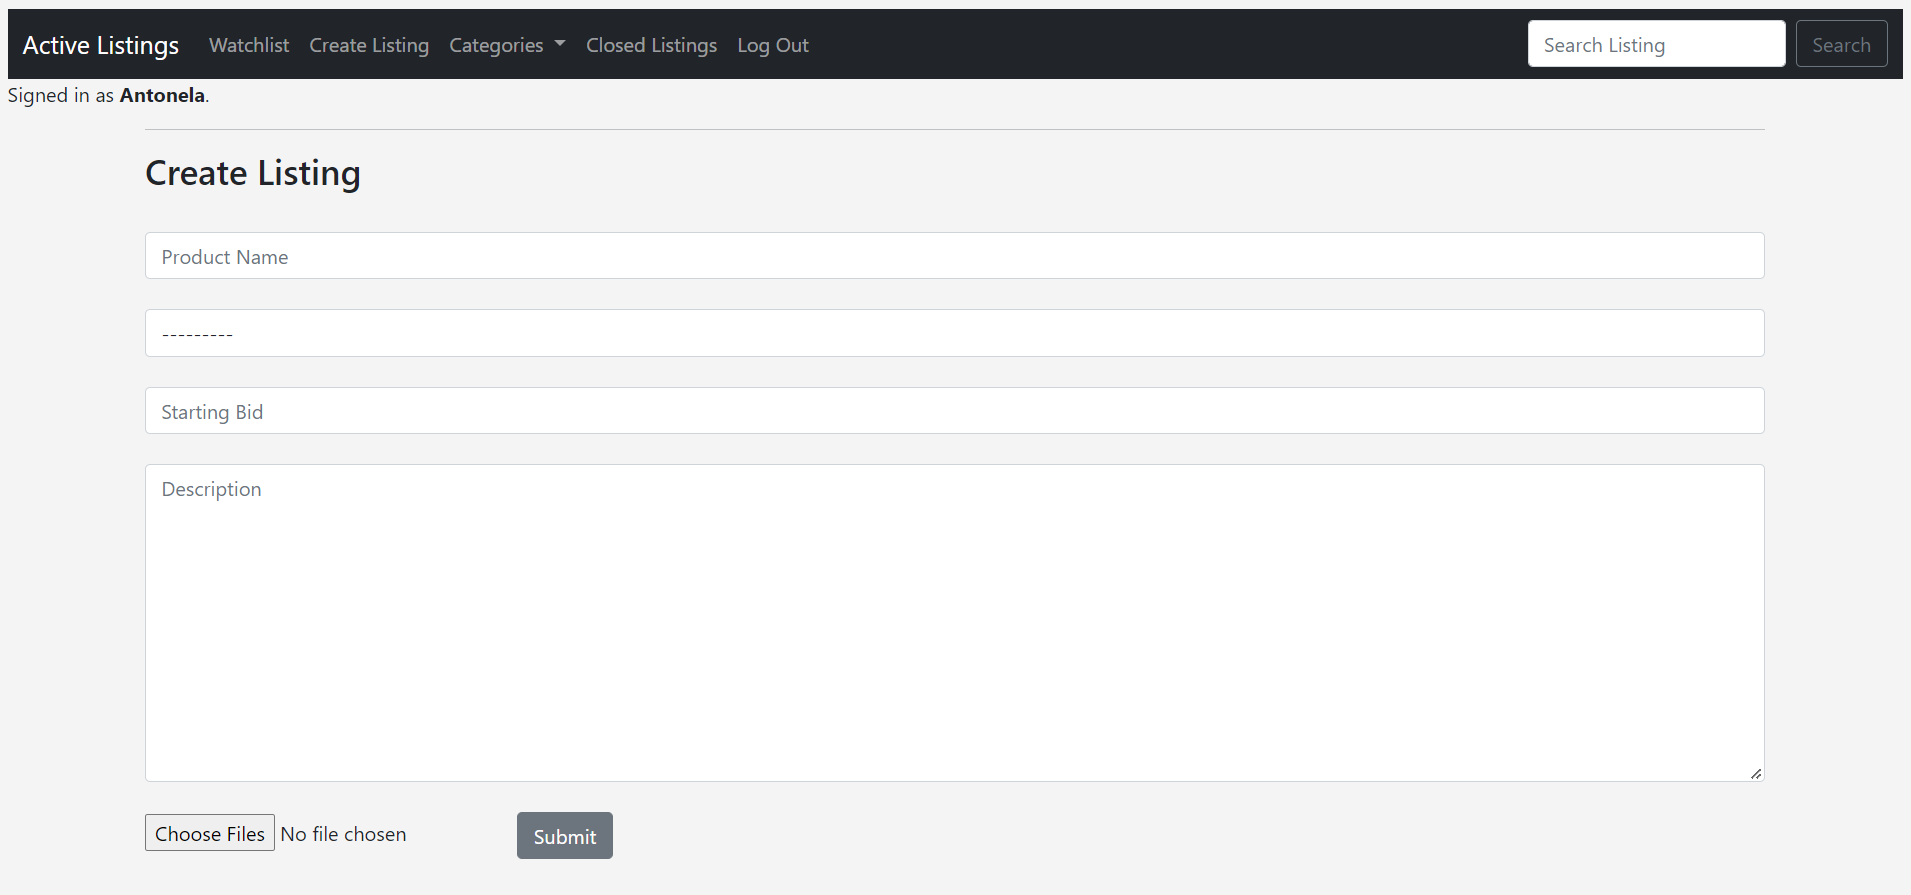 Active Listings Watchlist Create Listing Categories Closed Listings Log Out Search Listing Search
Signed in as Antonela.
Create Listing
Product Name
---------
Starting Bid
Description
Choose Files No file chosen Submit